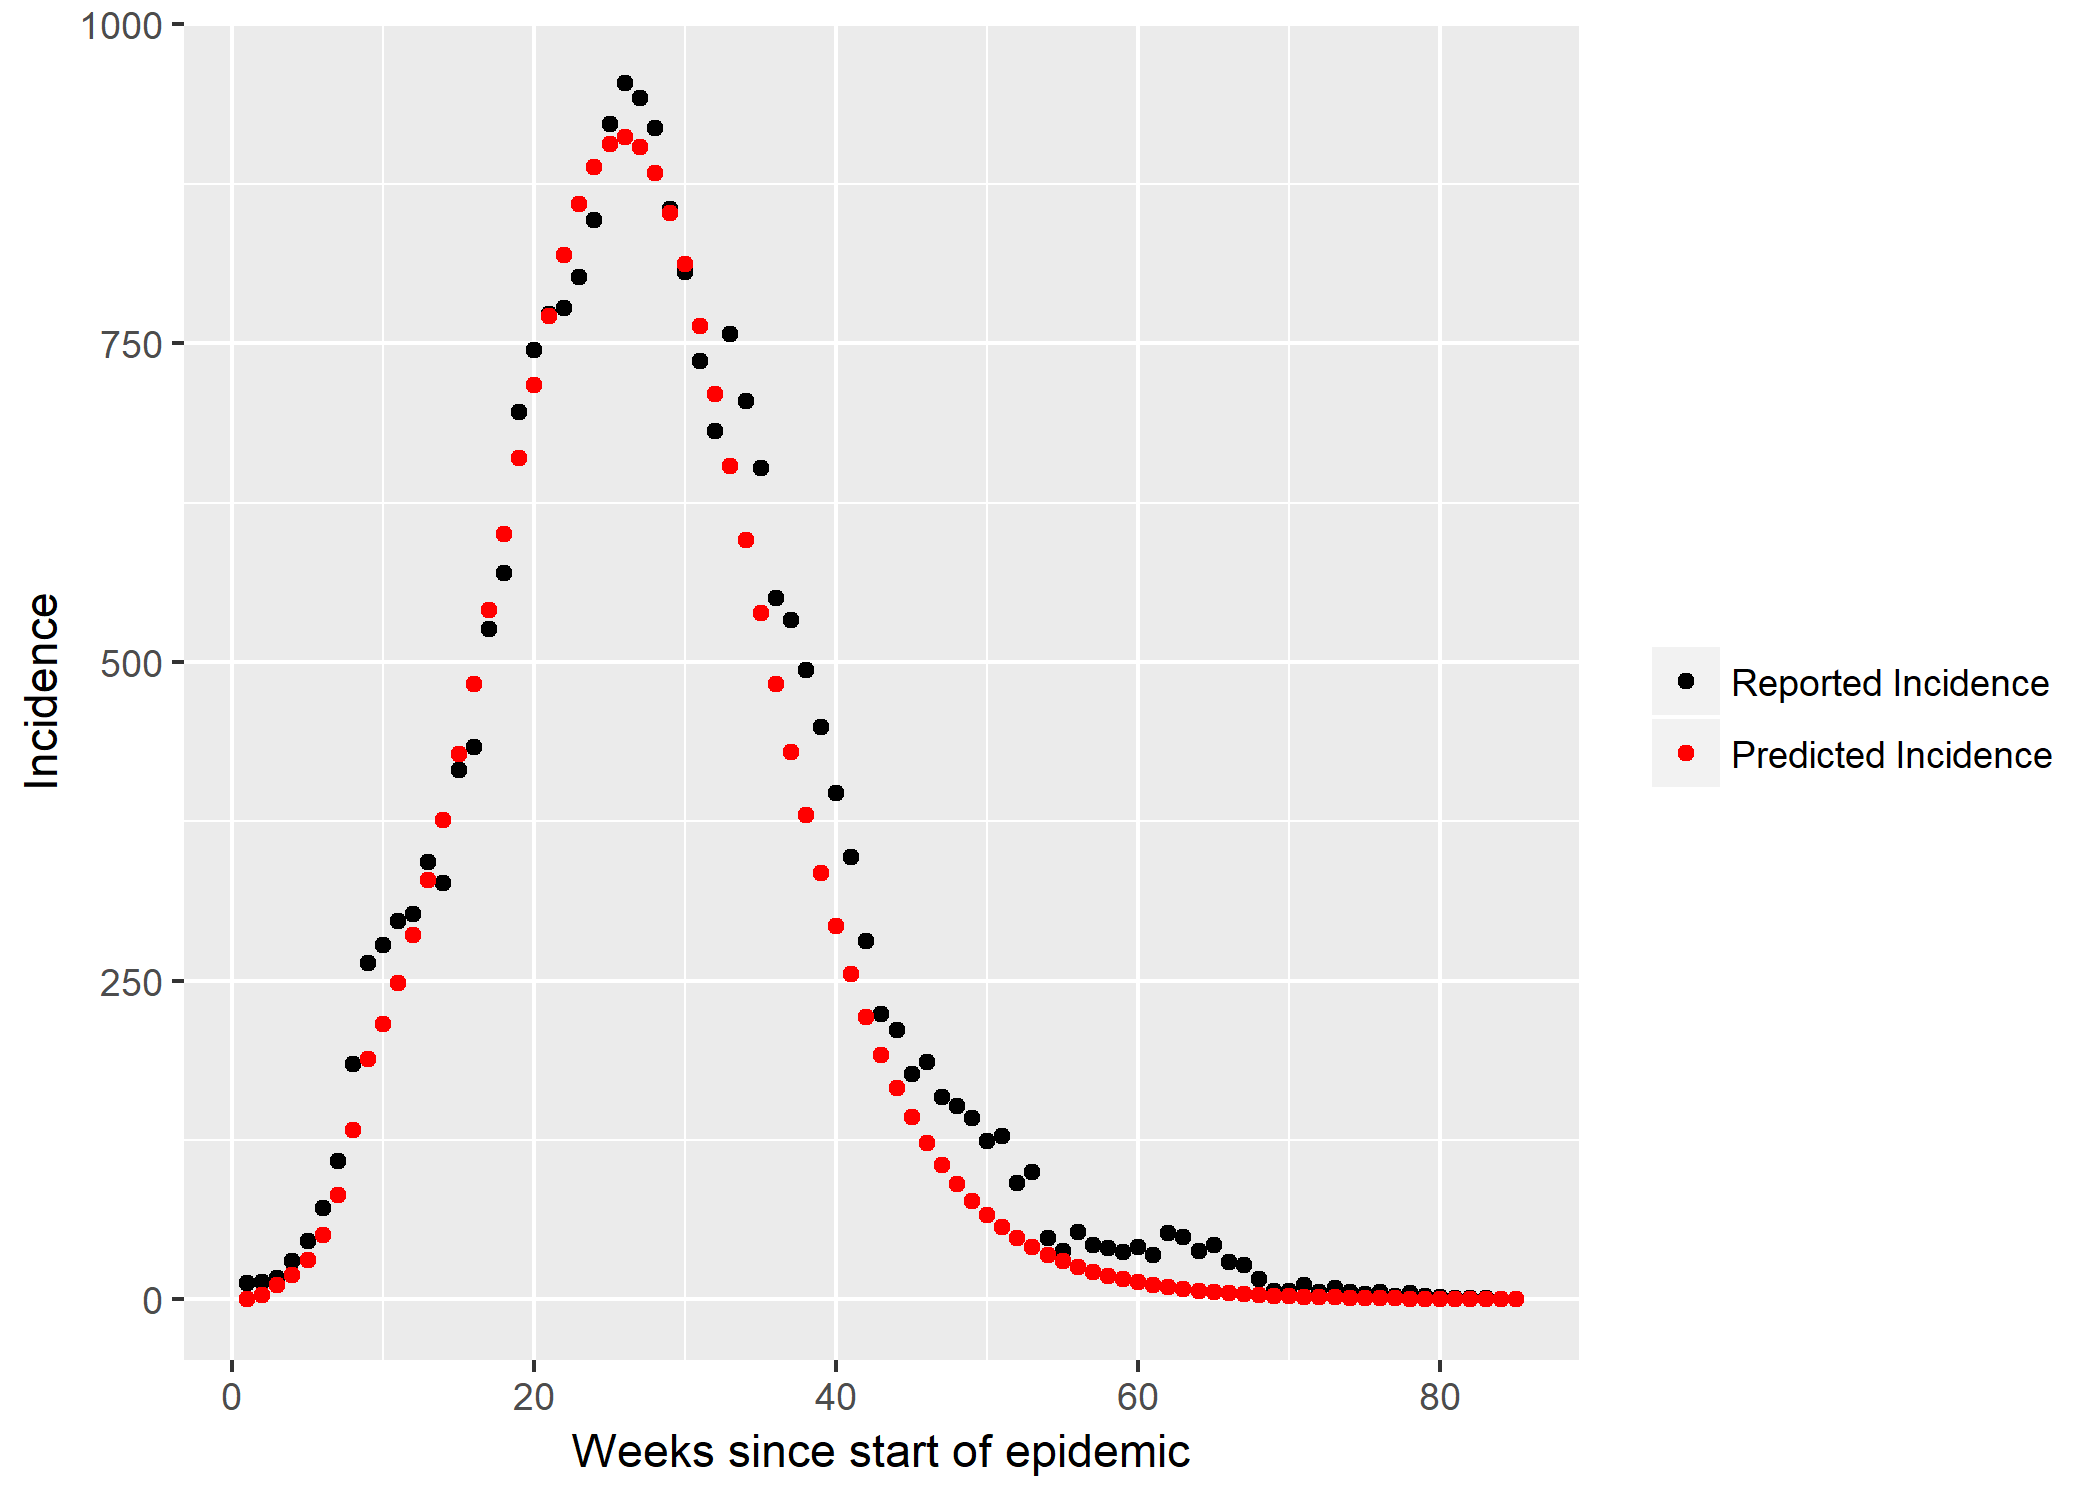 1000
750
500
250
0
0 20 40 60 80
Incidence
Weeks since start of epidemic
Reported Incidence
Predicted Incidence